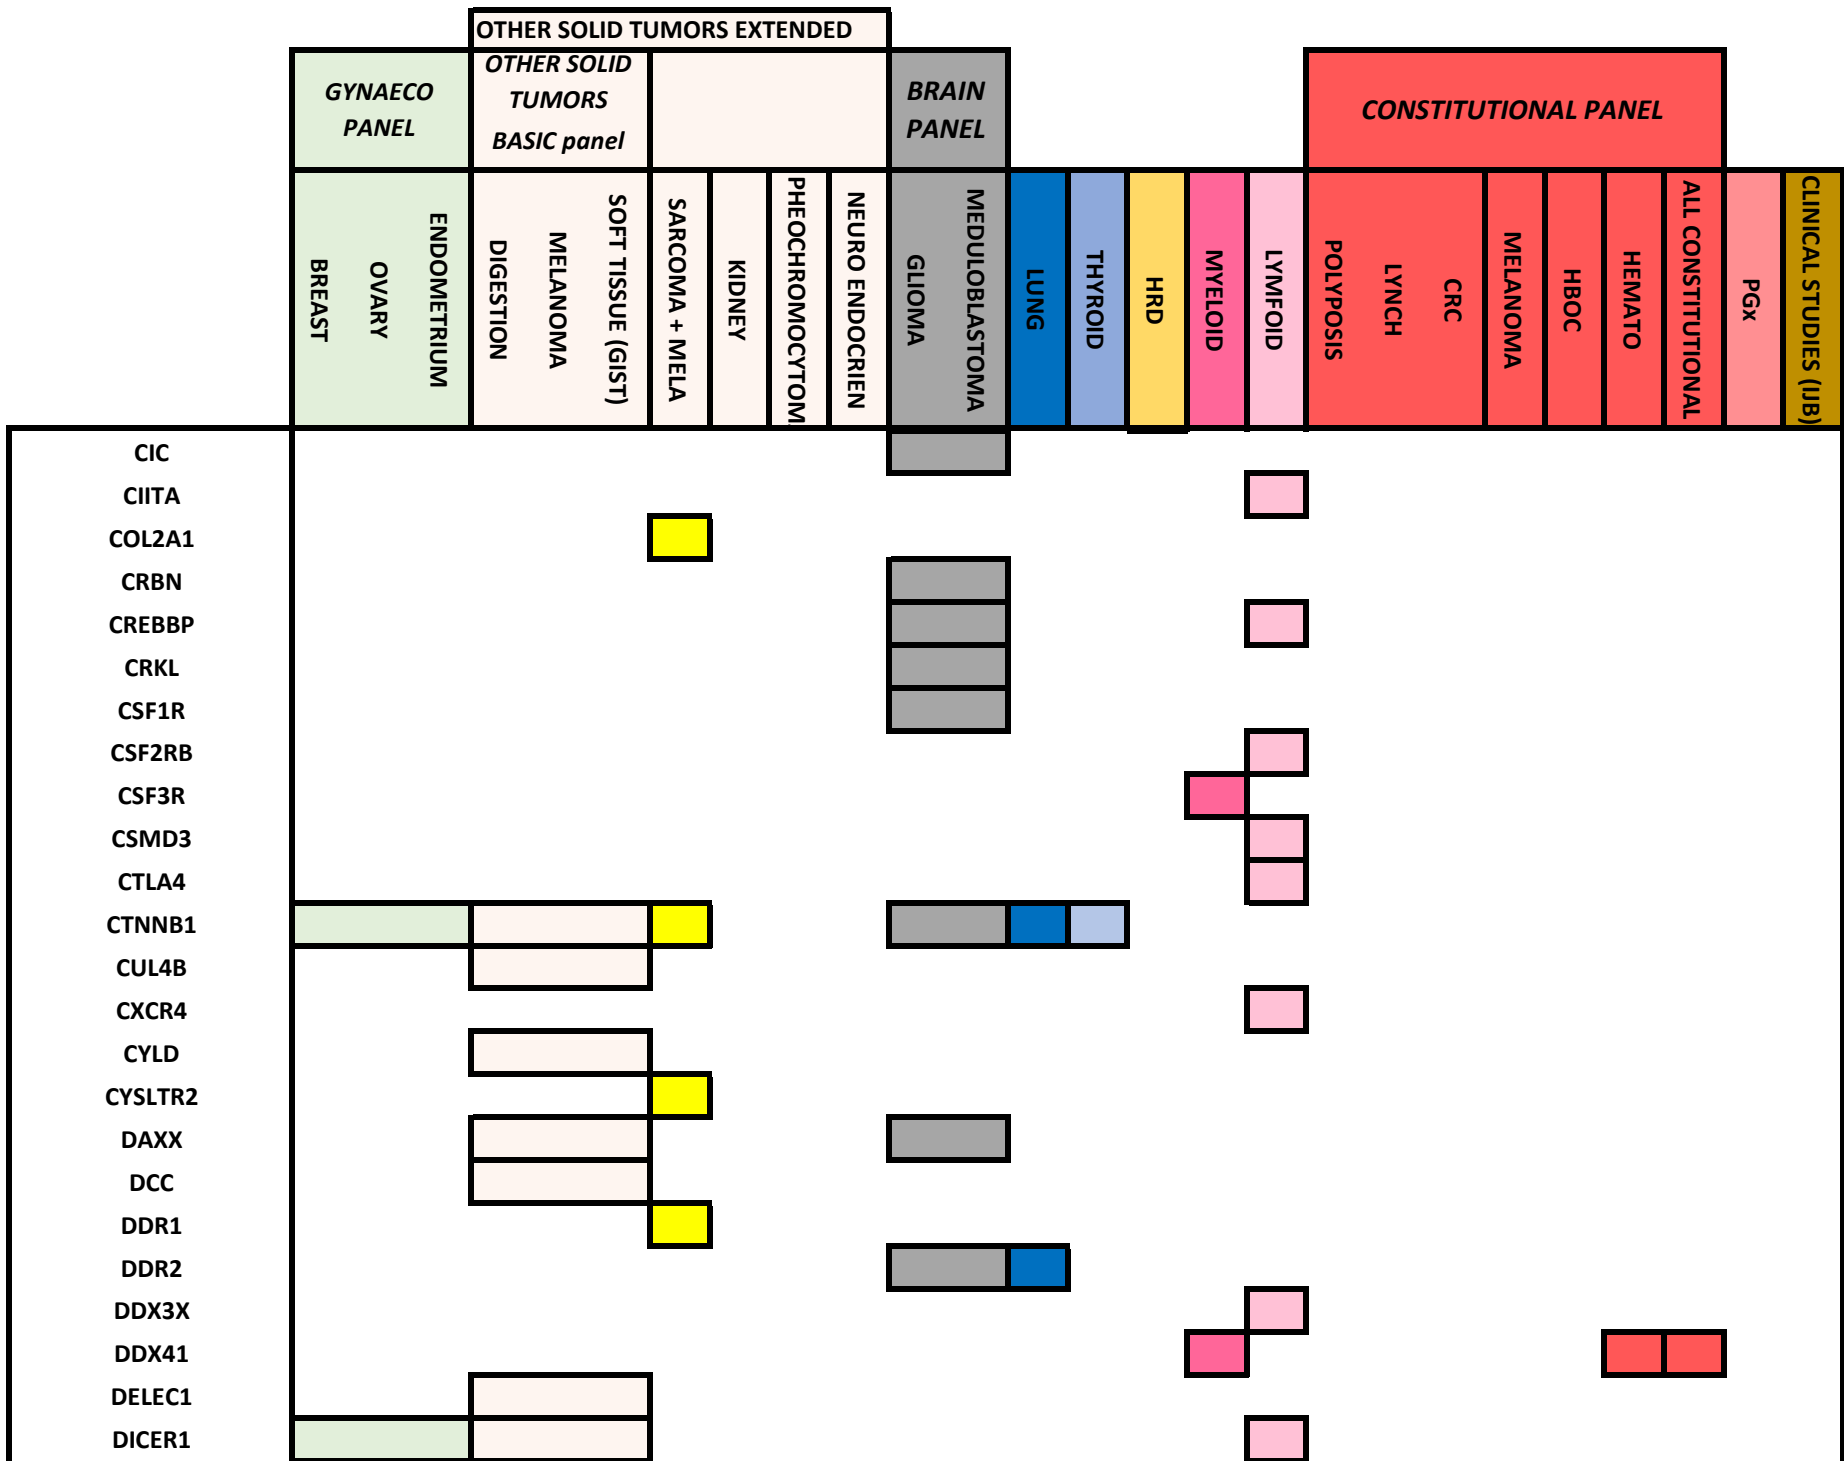 OTHER SOLID TUMORS EXTENDED
GYNAECO
PANEL
OTHER SOLID
TUMORS
BASIC panel
BRAIN
PANEL
CONSTITUTIONAL PANEL
BREAST
OVARY
ENDOMETRIUM
DIGESTION
MELANOMA
SOFT TISSUE (GIST)
SARCOMA + MELA
KIDNEY
PHEOCHROMOCYTOM
NEURO ENDOCRIEN
GLIOMA
MEDULOBLASTOMA
LUNG
THYROID
HRD
MYELOID
LYMFOID
POLYPOSIS
LYNCH
CRC
MELANOMA
HBOC
HEMATO
ALL CONSTITUTIONAL
PGx
CLINICAL STUDIES (IJB)
CIC
CIITA
COL2A1
CRBN
CREBBP
CRKL
CSF1R
CSF2RB
CSF3R
CSMD3
CTLA4
CTNNB1
CUL4B
CXCR4
CYLD
CYSLTR2
DAXX
DCC
DDR1
DDR2
DDX3X
DDX41
DELEC1
DICER1